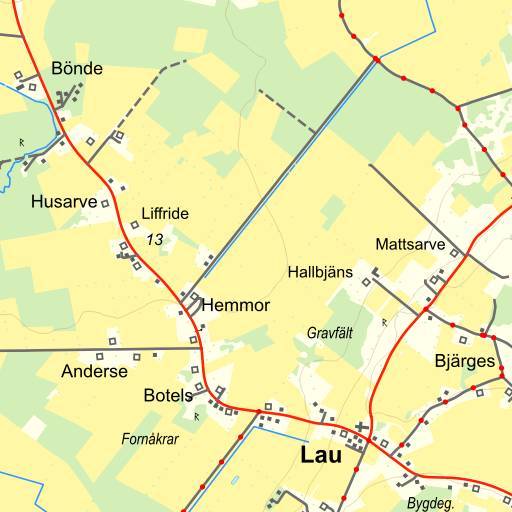 Bönde
Husarve
Liffride
13
Mattsarve
Hallbjäns
Hemmor
Gravfält
R
R
R
Bjärges
Anderse
Botels
Fornåkrar
Lau
Bygdeg.